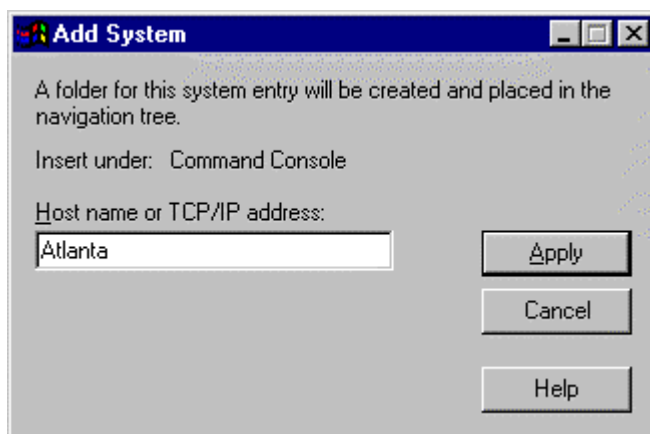 Add System
A folder for this system entry will be created and placed in the
navigation tree.
Insert under: Command Console
Host name or TCP/IP address:
Atlanta
Apply
Cancel
Help